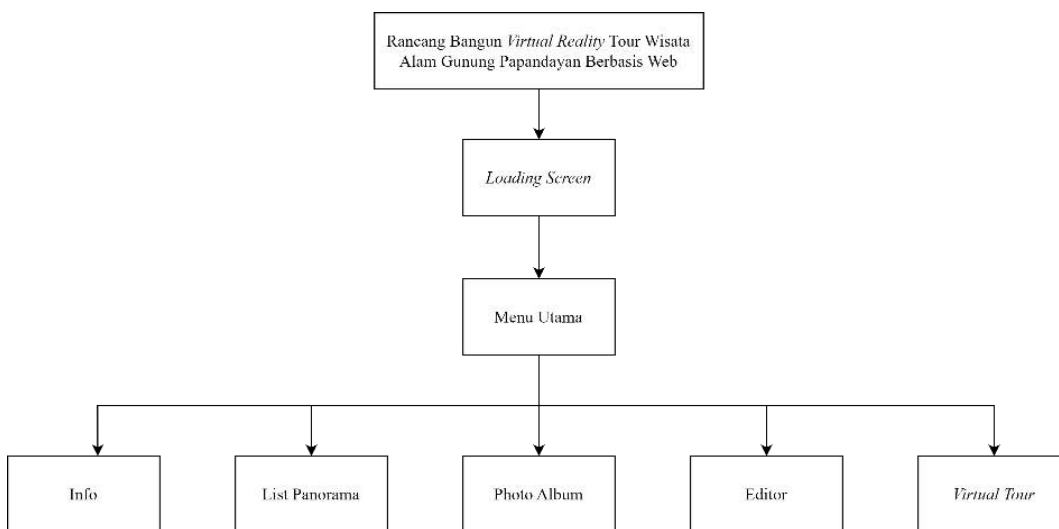 Rancang Bangun Virtual Reality Tour Wisata
Alam Gunung Papandayan Berbasis Web
Loading Screen
Menu Utama
Info
List Panorama
Photo Album
Editor
Virtual Tour